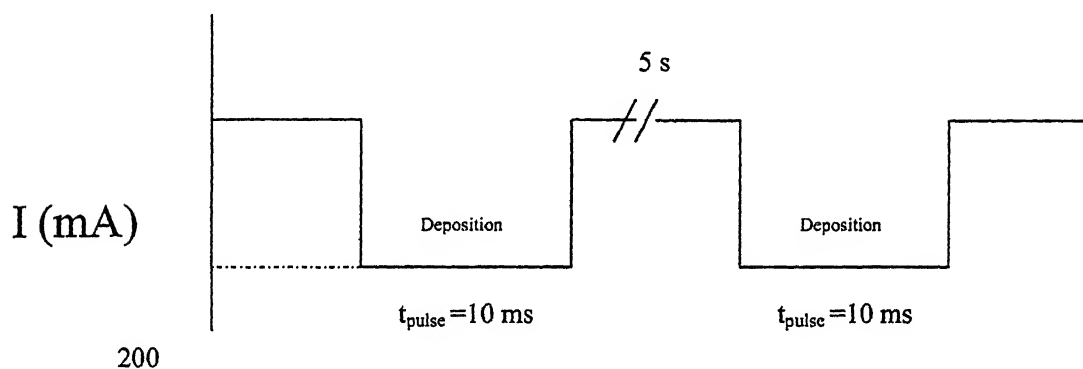 5 s
I (mA)
Deposition
Deposition
t_pulse =10 ms
t_pulse =10 ms
200